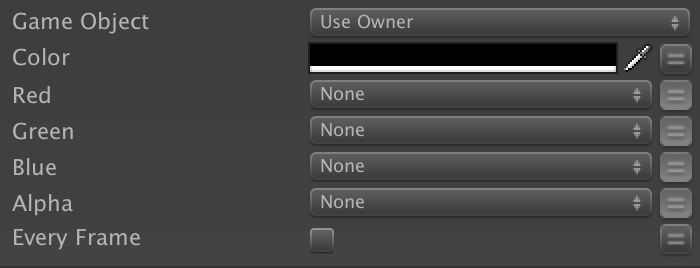 Game Object Use Owner
Color
Red None
Green None
Blue None
Alpha None
Every Frame